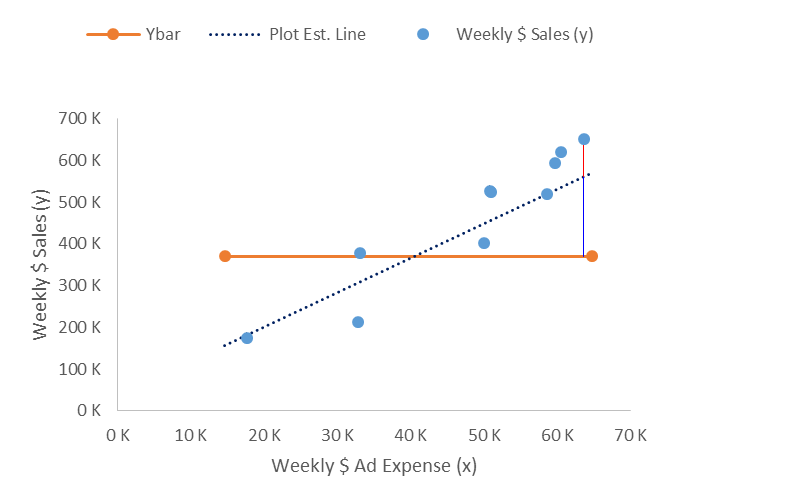 Ybar Plot Est. Line Weekly $ Sales (y)
700 K
600 K
500 K
400 K
300 K
200 K
100 K
0 K
Weekly $ Sales (y)
0 K 10 K 20 K 30 K 40 K 50 K 60 K 70 K
Weekly $ Ad Expense (x)